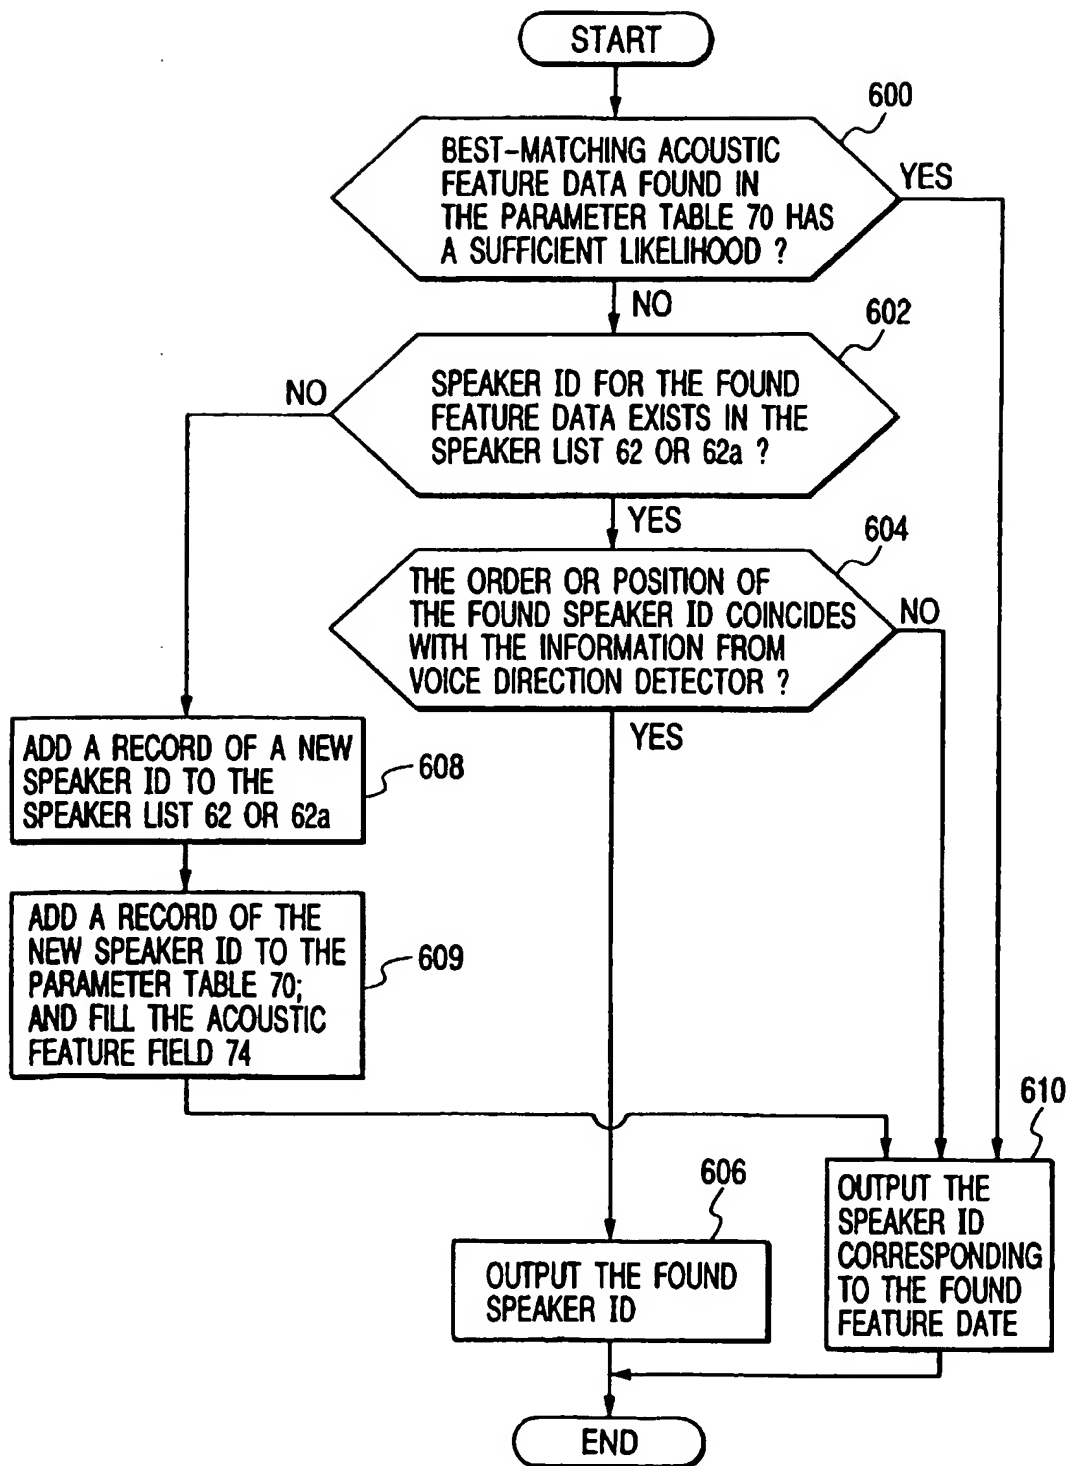 START
600
BEST-MATCHING ACOUSTIC
FEATURE DATA FOUND IN
THE PARAMETER TABLE 70 HAS
A SUFFICIENT LIKELIHOOD ?
YES
NO
602
SPEAKER ID FOR THE FOUND
FEATURE DATA EXISTS IN THE
SPEAKER LIST 62 OR 62a ?
NO
YES
604
THE ORDER OR POSITION OF
THE FOUND SPEAKER ID COINCIDES
WITH THE INFORMATION FROM
VOICE DIRECTION DETECTOR ?
NO
YES
ADD A RECORD OF A NEW
SPEAKER ID TO THE
SPEAKER LIST 62 OR 62a
608
ADD A RECORD OF THE
NEW SPEAKER ID TO THE
PARAMETER TABLE 70;
AND FILL THE ACOUSTIC
FEATURE FIELD 74
609
606
OUTPUT THE FOUND
SPEAKER ID
610
OUTPUT THE
SPEAKER ID
CORRESPONDING
TO THE FOUND
FEATURE DATE
END